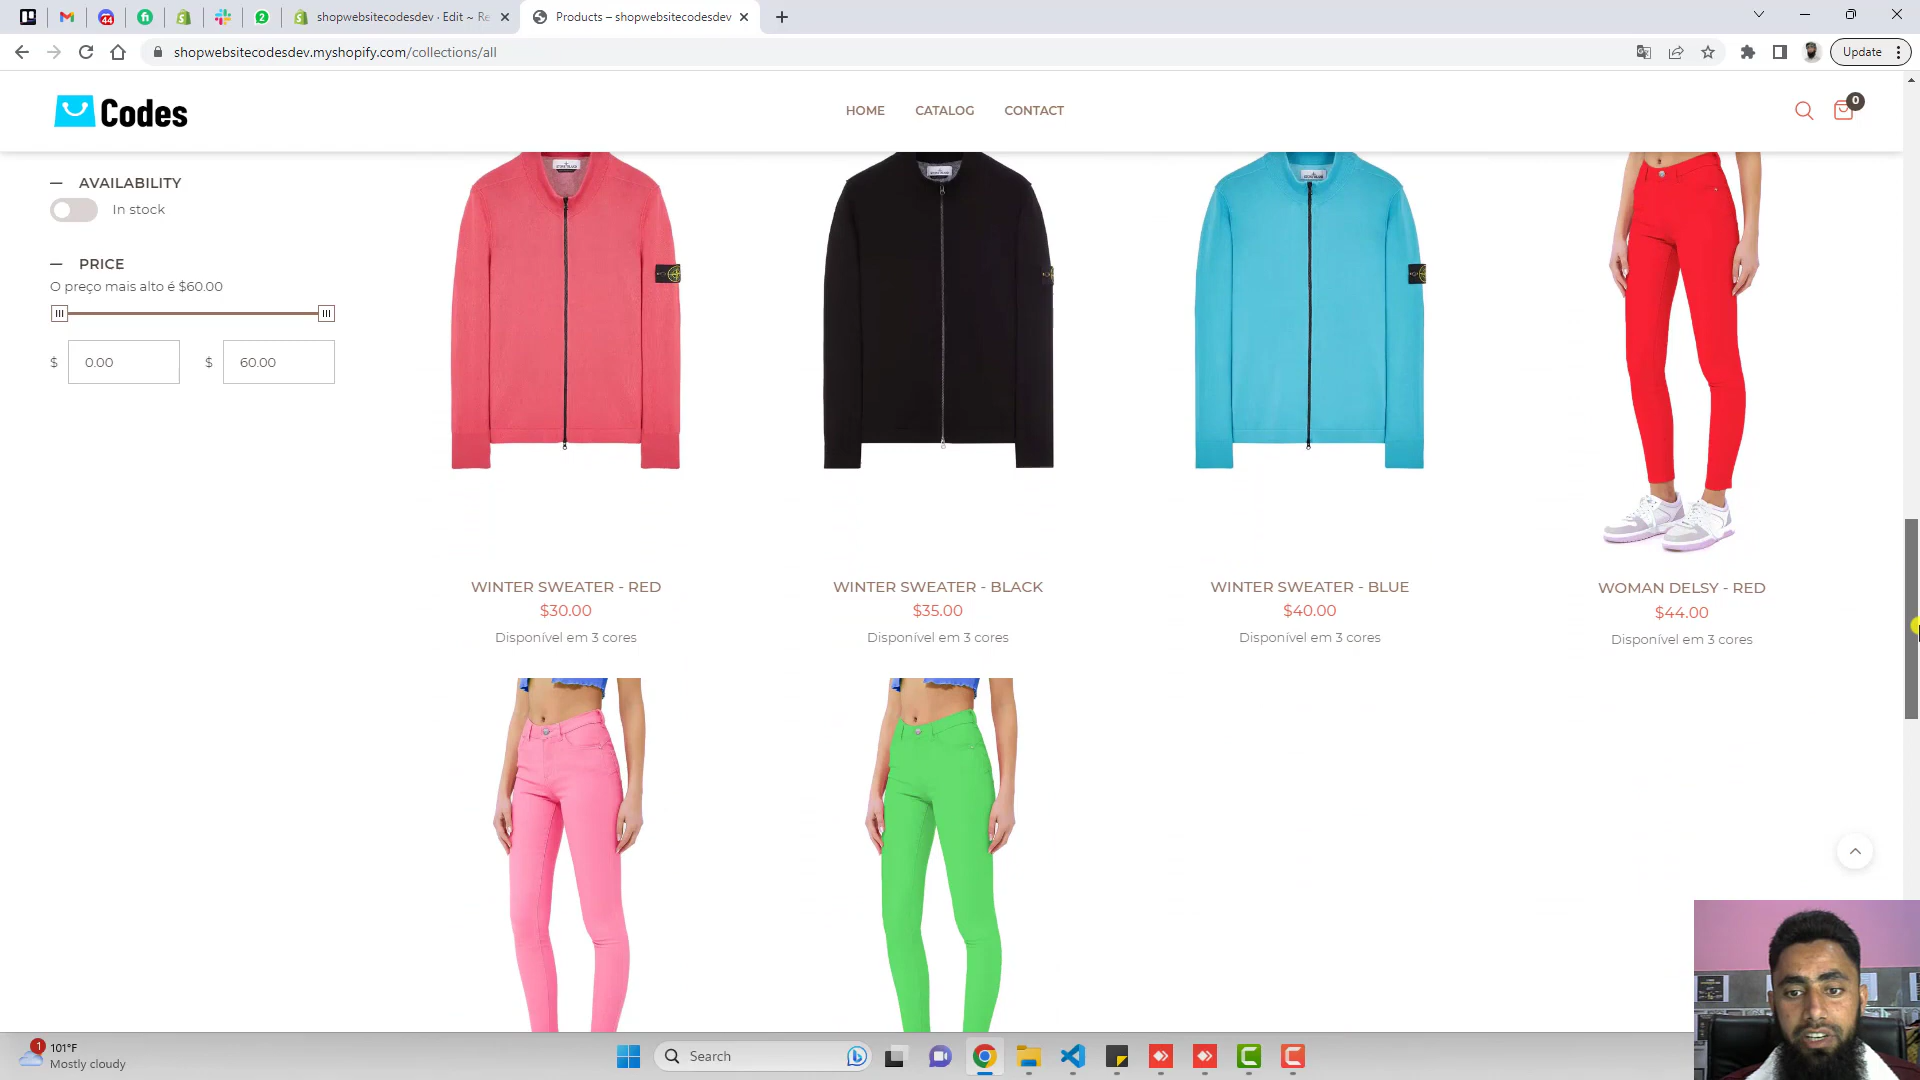 44
2
shopwebsitecodesdev · Edit ~ Re
Products – shopwebsitecodesdev
shopwebsitecodesdev.myshopify.com/collections/all
Update
Codes
HOME
CATALOG
CONTACT
0
AVAILABILITY
In stock
PRICE
O preço mais alto é $60.00
$ 0.00
$ 60.00
WINTER SWEATER - RED
$30.00
Disponível em 3 cores
WINTER SWEATER - BLACK
$35.00
Disponível em 3 cores
WINTER SWEATER - BLUE
$40.00
Disponível em 3 cores
WOMAN DELSY - RED
$44.00
Disponível em 3 cores
1
101°F
Mostly cloudy
Search